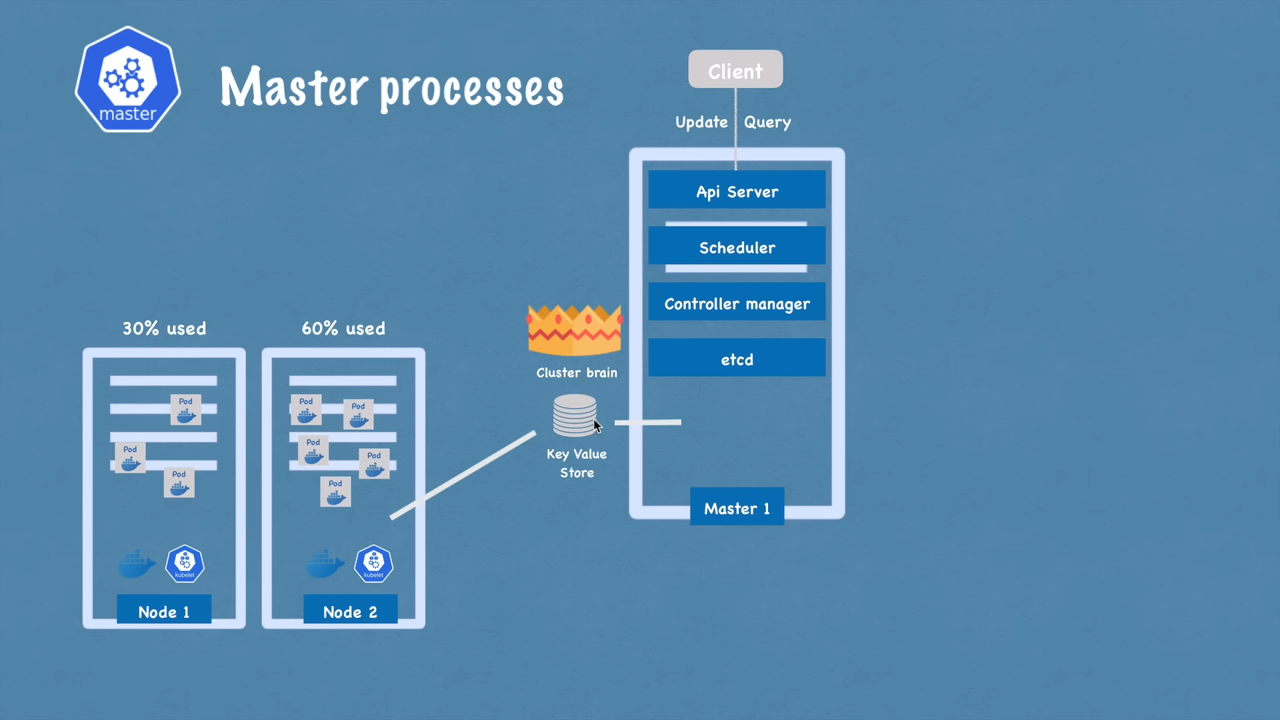 master
Master processes
Client
Update
Query
Api Server
Scheduler
Controller manager
etcd
Master 1
Cluster brain
Key Value
Store
30% used
Pod
Pod
Pod
kubelet
Node 1
60% used
Pod
Pod
Pod
Pod
Pod
kubelet
Node 2